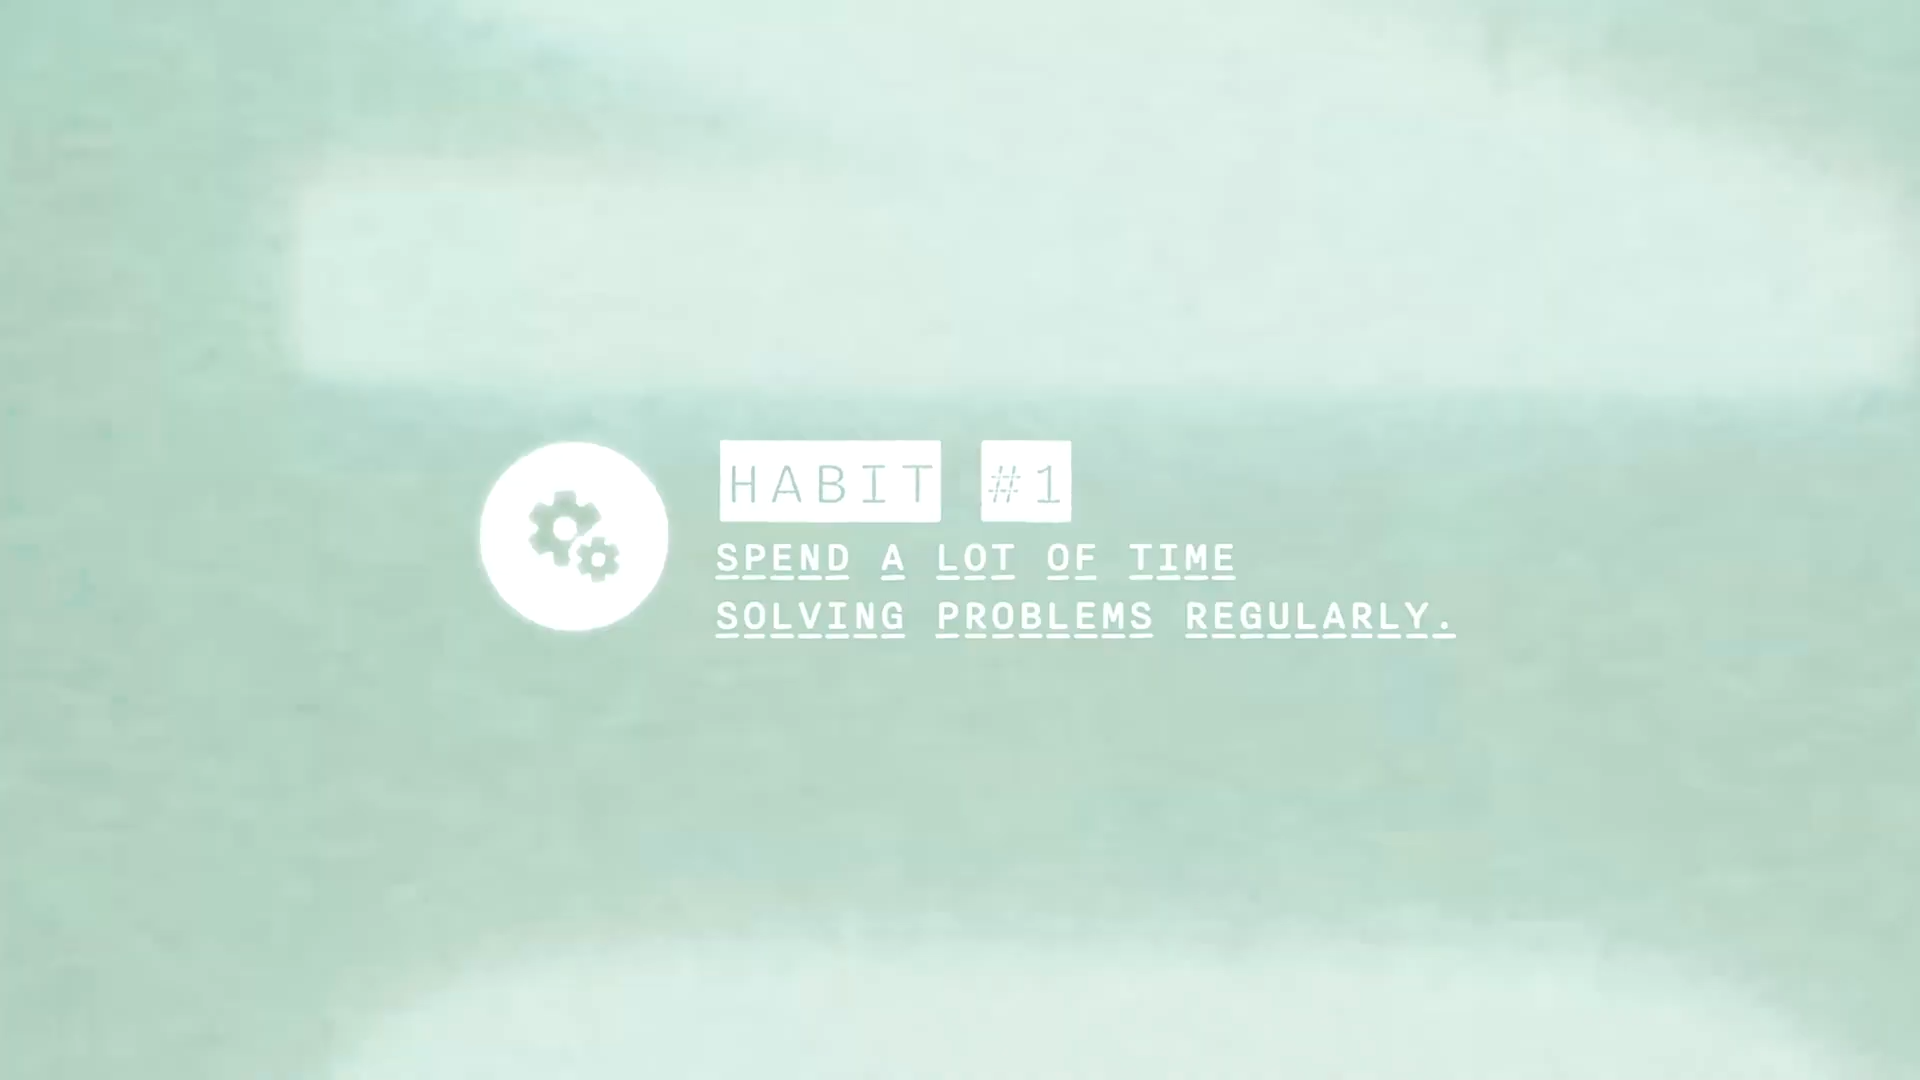 HABIT #1
SPEND A LOT OF TIME
SOLVING PROBLEMS REGULARLY.